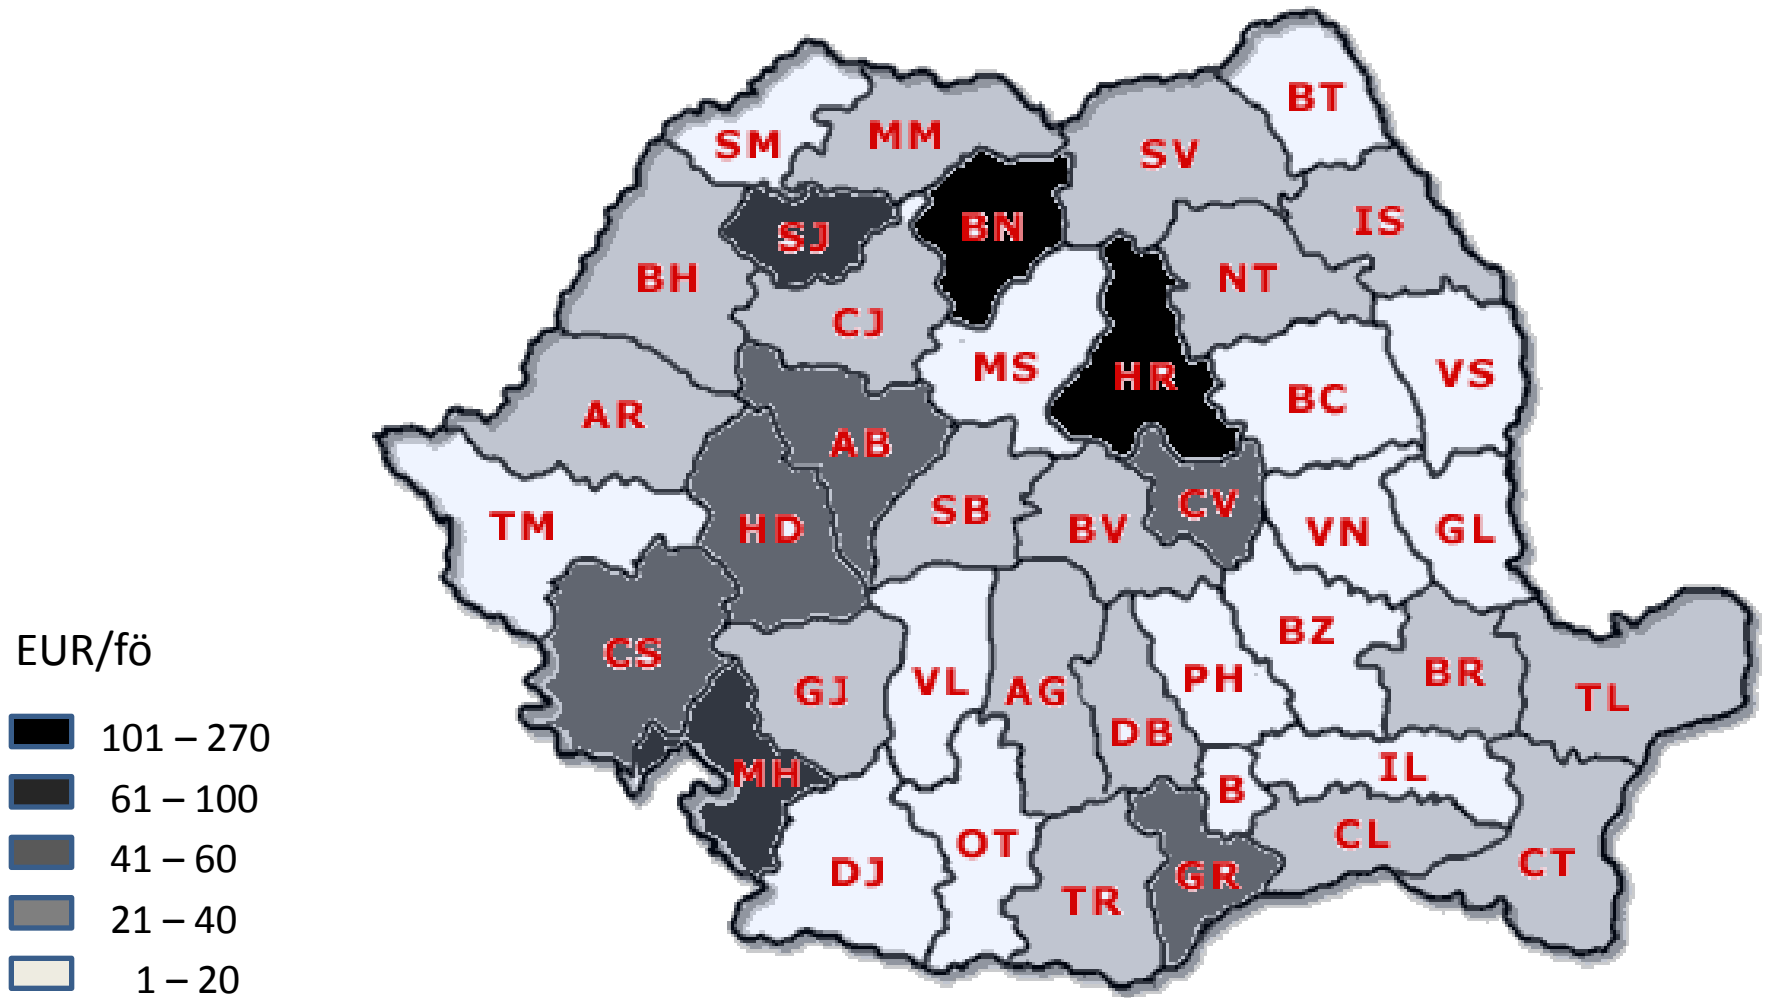 BT
MM
SM
SV
IS
BN
SJ
BH
NT
CJ
MS
HR
VS
BC
AR
AB
CV
SB
TM
HD
BV
VN
GL
BZ
EUR/fö
CS
BR
PH
VL
GJ
AG
TL
DB
101 – 270
IL
MH
B
61 – 100
CL
OT
41 – 60
CT
DJ
GR
TR
21 – 40
1 – 20